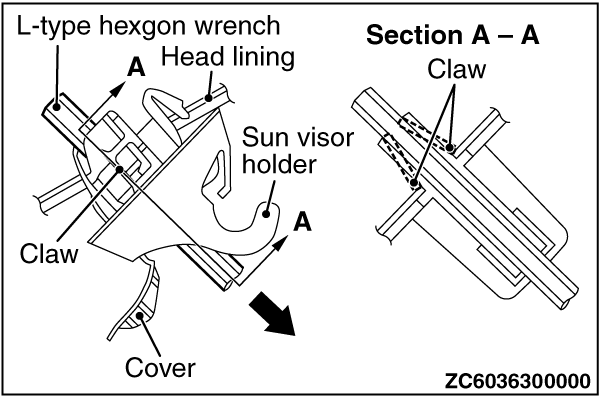 L-type hexgon wrench
A
Head lining
Sun visor
holder
A
Claw
Cover
Section A – A
Claw
ZC6036300000